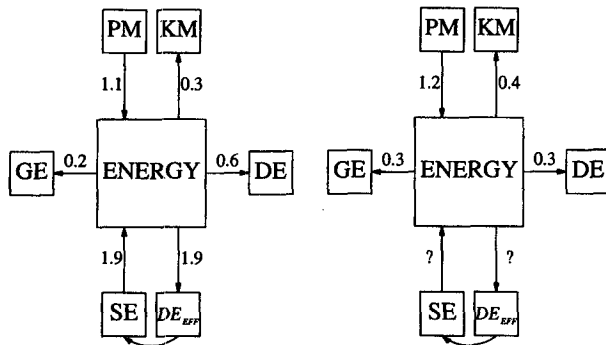 PM KM PM KM
1.1 0.3 1.2 0.4
GE 0.2 ENERGY 0.6 DE GE 0.3 ENERGY 0.3 DE
1.9 1.9 ? ?
SE DE_EFF SE DE_EFF